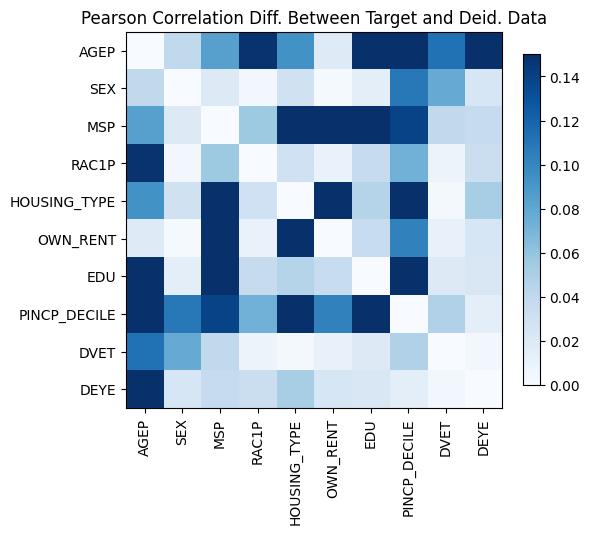 Pearson Correlation Diff. Between Target and Deid. Data
AGEP
SEX
MSP
RAC1P
HOUSING_TYPE
OWN_RENT
EDU
PINCP_DECILE
DVET
DEYE
AGEP
SEX
MSP
RAC1P
HOUSING_TYPE
OWN_RENT
EDU
PINCP_DECILE
DVET
DEYE
0.14
0.12
0.10
0.08
0.06
0.04
0.02
0.00